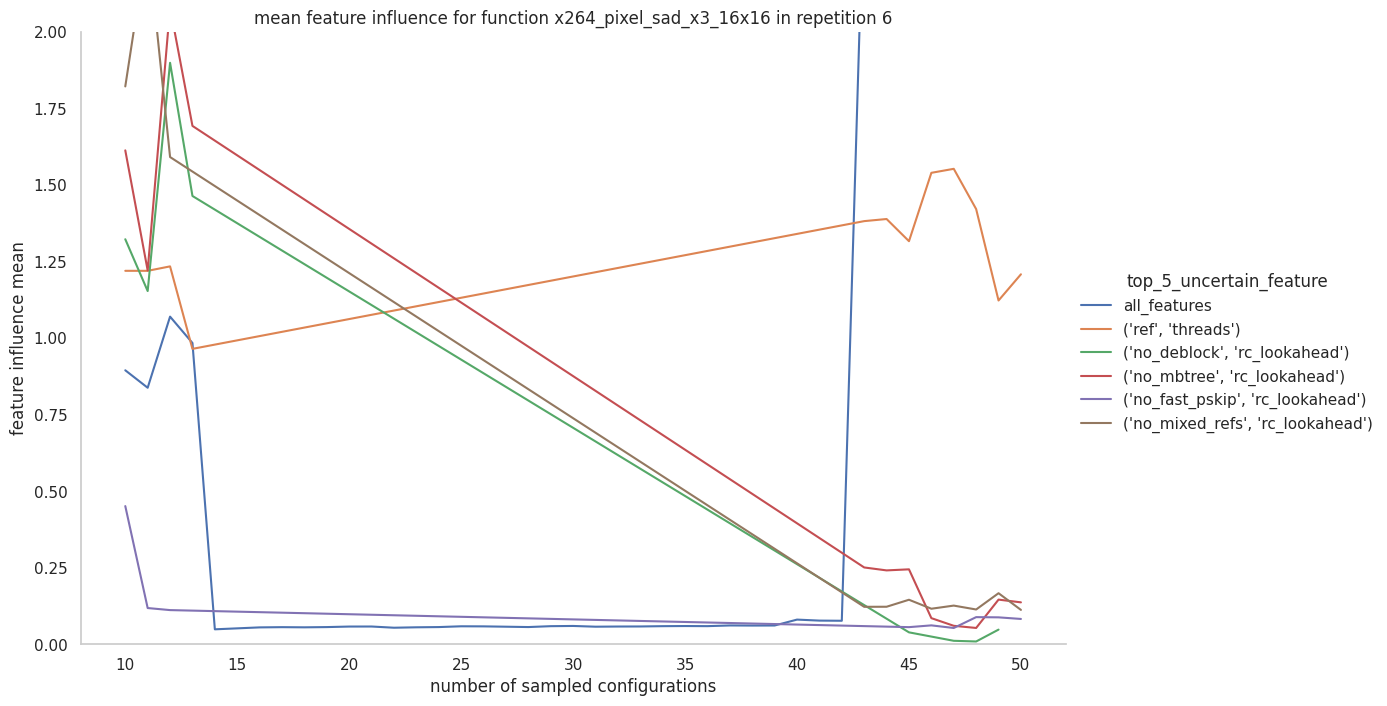 mean feature influence for function x264_pixel_sad_x3_16x16 in repetition 6
2.00
1.75
1.50
1.25
1.00
0.75
0.50
0.25
0.00
feature influence mean
10 15 20 25 30 35 40 45 50
number of sampled configurations
top_5_uncertain_feature
all_features
('ref', 'threads')
('no_deblock', 'rc_lookahead')
('no_mbtree', 'rc_lookahead')
('no_fast_pskip', 'rc_lookahead')
('no_mixed_refs', 'rc_lookahead')